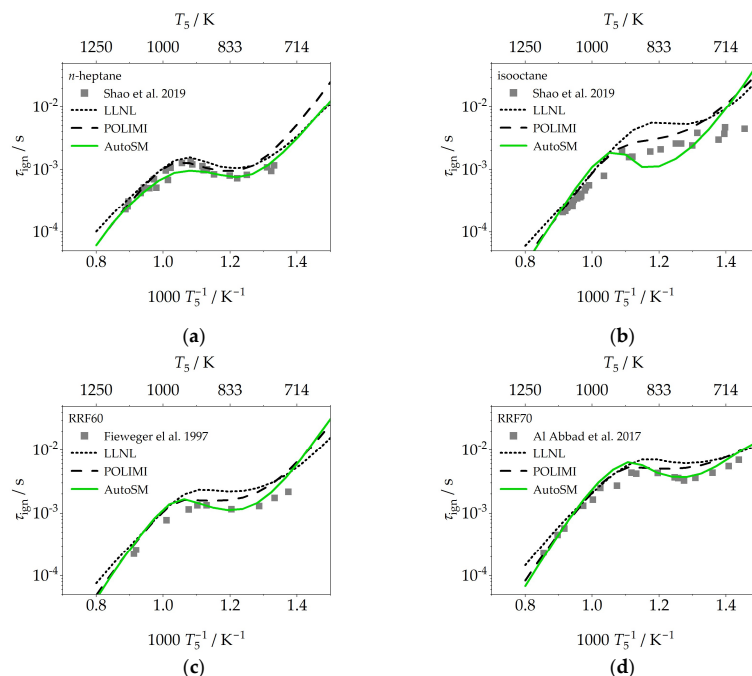 T₅ / K
1250 1000 833 714
n-heptane
Shao et al. 2019
LLNL
POLIMI
AutoSM
10⁻²
10⁻³
10⁻⁴
τign / s
0.8 1.0 1.2 1.4
1000 T₅⁻¹ / K⁻¹
(a)
T₅ / K
1250 1000 833 714
isooctane
Shao et al. 2019
LLNL
POLIMI
AutoSM
10⁻²
10⁻³
10⁻⁴
τign / s
0.8 1.0 1.2 1.4
1000 T₅⁻¹ / K⁻¹
(b)
T₅ / K
1250 1000 833 714
RRF60
Fieweger el al. 1997
LLNL
POLIMI
AutoSM
10⁻²
10⁻³
10⁻⁴
τign / s
0.8 1.0 1.2 1.4
1000 T₅⁻¹ / K⁻¹
(c)
T₅ / K
1250 1000 833 714
RRF70
Al Abbad et al. 2017
LLNL
POLIMI
AutoSM
10⁻²
10⁻³
10⁻⁴
τign / s
0.8 1.0 1.2 1.4
1000 T₅⁻¹ / K⁻¹
(d)